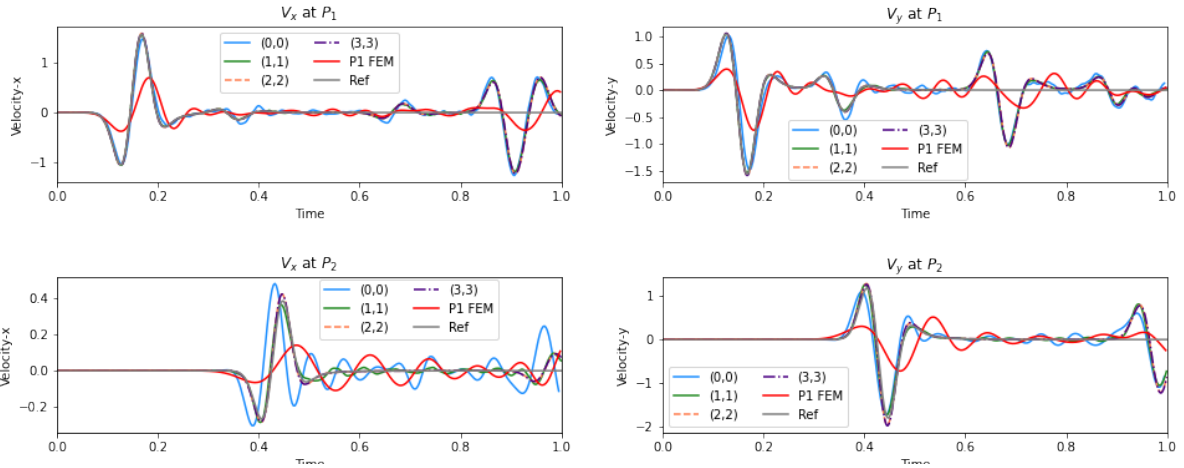 Vx at P1
Velocity-x
1
0
−1
(0,0)
(1,1)
(2,2)
(3,3)
P1 FEM
Ref
0.0 0.2 0.4 0.6 0.8 1.0
Time
Vy at P1
Velocity-y
1.0
0.5
0.0
−0.5
−1.0
−1.5
(0,0)
(1,1)
(2,2)
(3,3)
P1 FEM
Ref
0.0 0.2 0.4 0.6 0.8 1.0
Time
Vx at P2
Velocity-x
0.4
0.2
0.0
−0.2
(0,0)
(1,1)
(2,2)
(3,3)
P1 FEM
Ref
0.0 0.2 0.4 0.6 0.8 1.0
Time
Vy at P2
Velocity-y
1
0
−1
−2
(0,0)
(1,1)
(2,2)
(3,3)
P1 FEM
Ref
0.0 0.2 0.4 0.6 0.8 1.0
Time